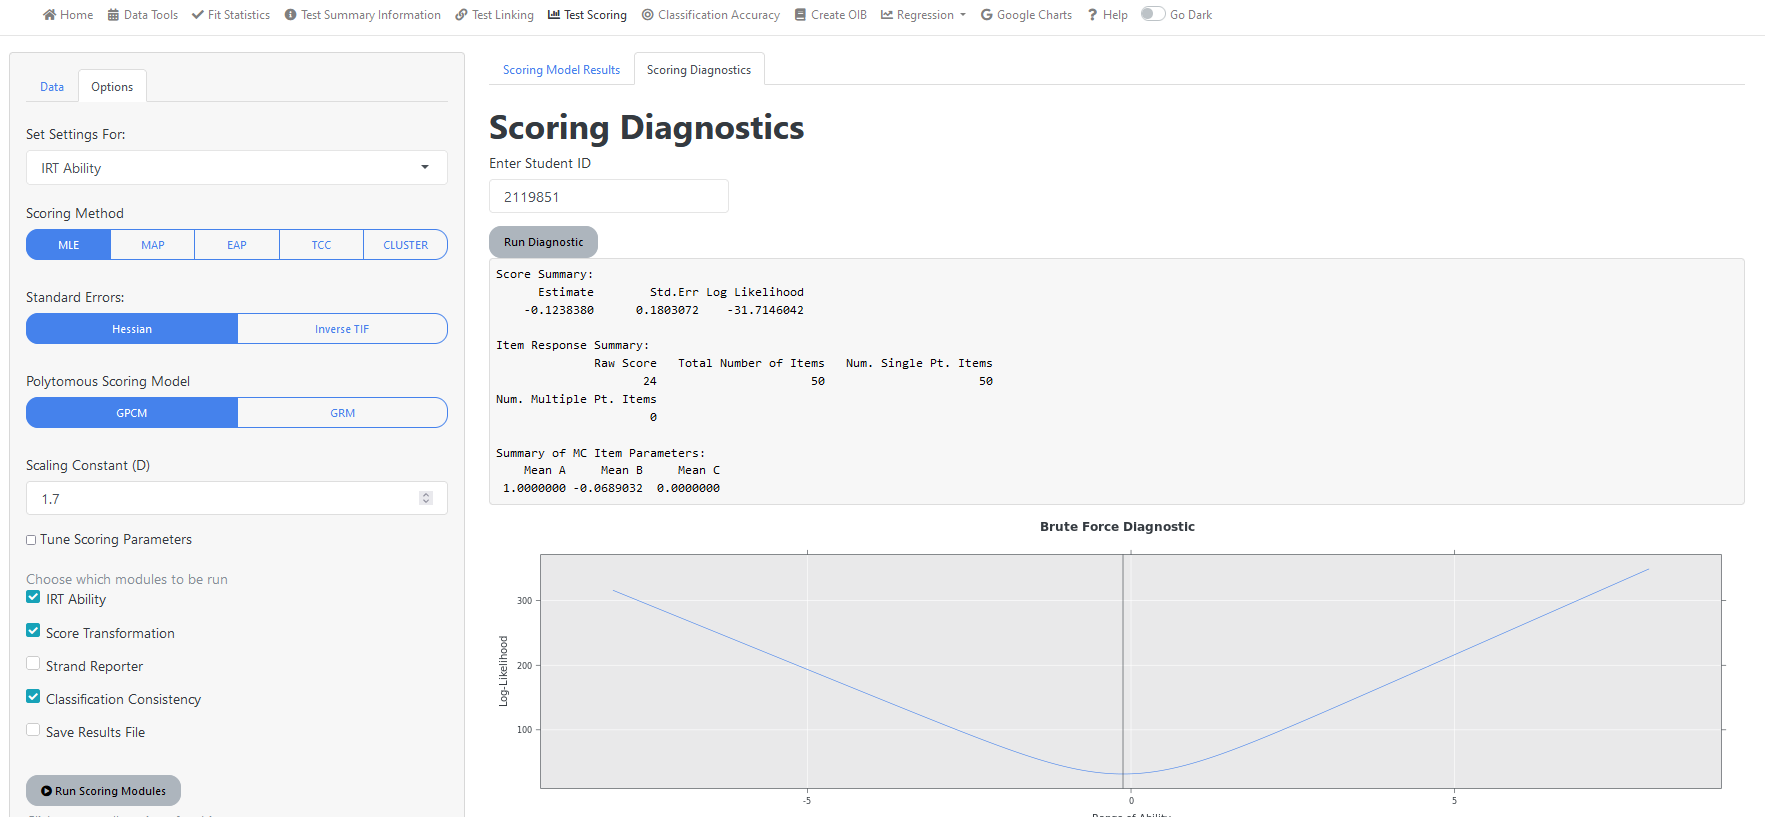 Home Data Tools Fit Statistics Test Summary Information Test Linking Test Scoring Classification Accuracy Create OIB Regression Google Charts Help Go Dark
Data Options
Set Settings For:
IRT Ability
Scoring Method
MLE MAP EAP TCC CLUSTER
Standard Errors:
Hessian Inverse TIF
Polytomous Scoring Model
GPCM GRM
Scaling Constant (D)
1.7
Tune Scoring Parameters
Choose which modules to be run
IRT Ability
Score Transformation
Strand Reporter
Classification Consistency
Save Results File
Run Scoring Modules
Scoring Model Results Scoring Diagnostics
Scoring Diagnostics
Enter Student ID
2119851
Run Diagnostic
Score Summary:
Estimate Std.Err Log Likelihood
-0.1238380 0.1803072 -31.7146042
Item Response Summary:
Raw Score Total Number of Items Num. Single Pt. Items
24 50 50
Num. Multiple Pt. Items
0
Summary of MC Item Parameters:
Mean A Mean B Mean C
1.0000000 -0.0689032 0.0000000
Brute Force Diagnostic
Log-Likelihood
300
200
100
-5 0 5
Range of Ability